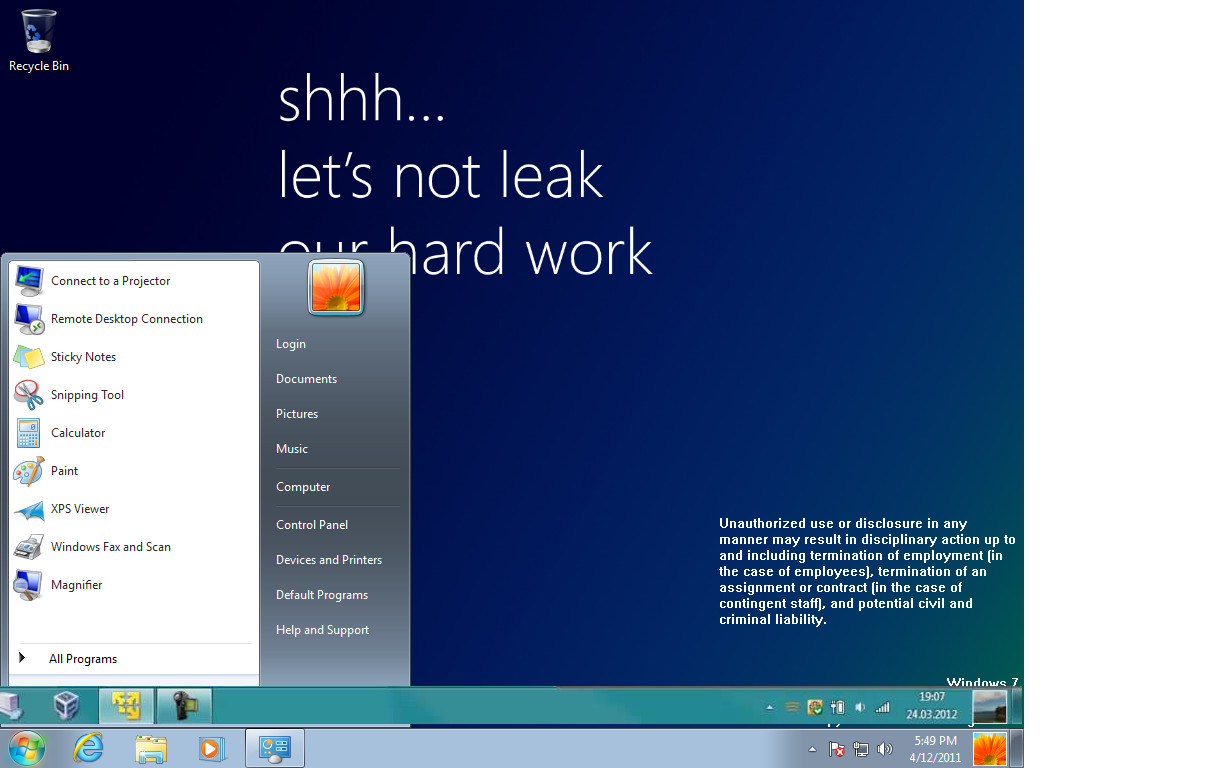 Recycle Bin
shhh...
let's not leak
our hard work
Connect to a Projector
Remote Desktop Connection
Sticky Notes
Snipping Tool
Calculator
Paint
XPS Viewer
Windows Fax and Scan
Magnifier
All Programs
Login
Documents
Pictures
Music
Computer
Control Panel
Devices and Printers
Default Programs
Help and Support
Unauthorized use or disclosure in any
manner may result in disciplinary action up to
and including termination of employment (in
the case of employees), termination of an
assignment or contract (in the case of
contingent staff), and potential civil and
criminal liability.
Windows 7
19:07
24.03.2012
5:49 PM
4/12/2011